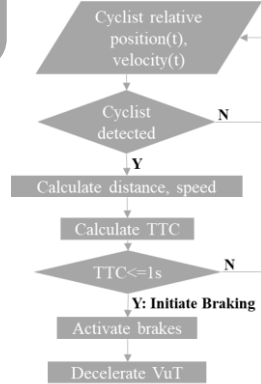 Cyclist relative
position(t),
velocity(t)
Cyclist
detected
N
Y
Calculate distance, speed
Calculate TTC
TTC<=1s
N
Y: Initiate Braking
Activate brakes
Decelerate VuT